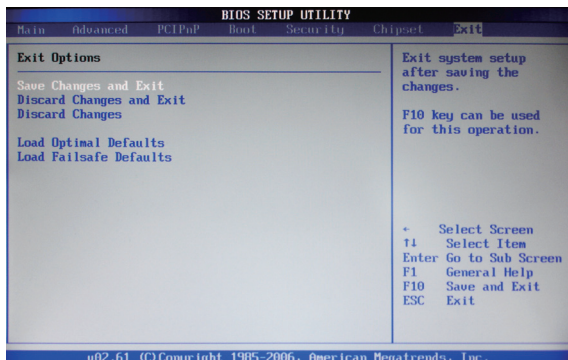 BIOS SETUP UTILITY
Main Advanced PCIPnP Boot Security Chipset Exit
Exit Options
Save Changes and Exit
Discard Changes and Exit
Discard Changes
Load Optimal Defaults
Load Failsafe Defaults
Exit system setup
after saving the
changes.
F10 key can be used
for this operation.
← Select Screen
↑↓ Select Item
Enter Go to Sub Screen
F1 General Help
F10 Save and Exit
ESC Exit
v02.61 (C)Copyright 1985-2006, American Megatrends, Inc.